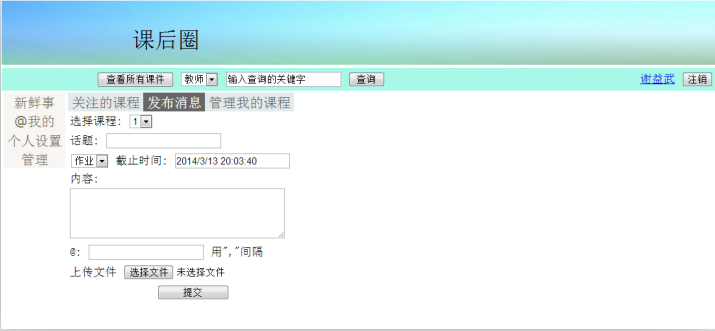 课后圈
查看所有课件 教师 输入查询的关键字 查询 谢益武 注销
新鲜事 关注的课程 发布消息 管理我的课程
@我的 选择课程: 1
个人设置 话题:
管理 作业 截止时间: 2014/3/13 20:03:40
内容:
@: 用","间隔
上传文件 选择文件 未选择文件
提交